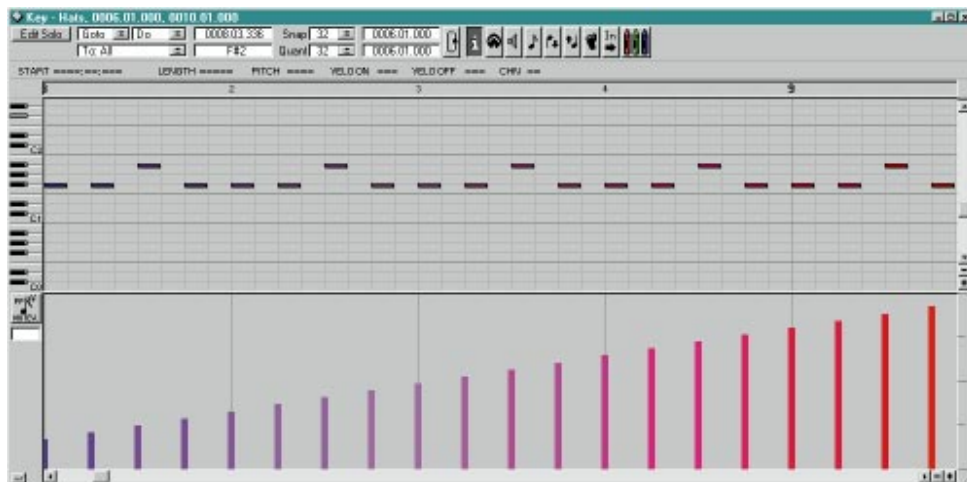 Key - Hats, 0006.01.000, 0010.01.000
Edit Solo Goto Do 0008.03.336 Snap 32 0006.01.000 In
To: All F#2 Quant 32 0006.01.000
START LENGTH PITCH VELO ON VELO OFF CHN
2 3 4
C2
C1
C0